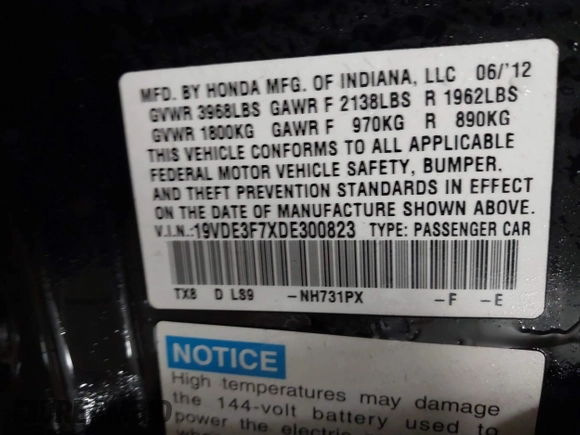 MFD. BY HONDA MFG. OF INDIANA, LLC 06/'12
GVWR 3968LBS GAWR F 2138LBS R 1962LBS
GVWR 1800KG GAWR F 970KG R 890KG
THIS VEHICLE CONFORMS TO ALL APPLICABLE
FEDERAL MOTOR VEHICLE SAFETY, BUMPER,
AND THEFT PREVENTION STANDARDS IN EFFECT
ON THE DATE OF MANUFACTURE SHOWN ABOVE.
V.I.N.:19VDE3F7XDE300823 TYPE: PASSENGER CAR
TX8 D LS9 -NH731PX -F -E
NOTICE
High temperatures may damage
the 144-volt battery used to
power the electric